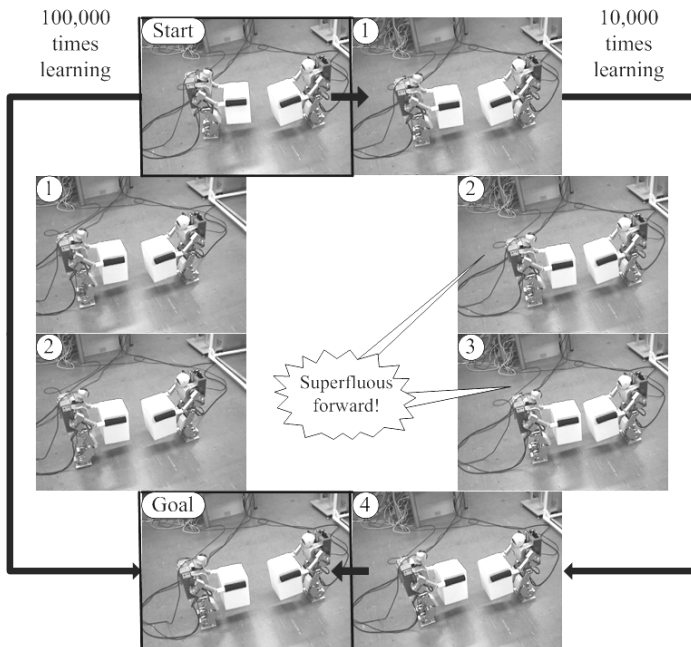 100,000
times
learning
Start
1
10,000
times
learning
1
2
2
3
Superfluous
forward!
Goal
4